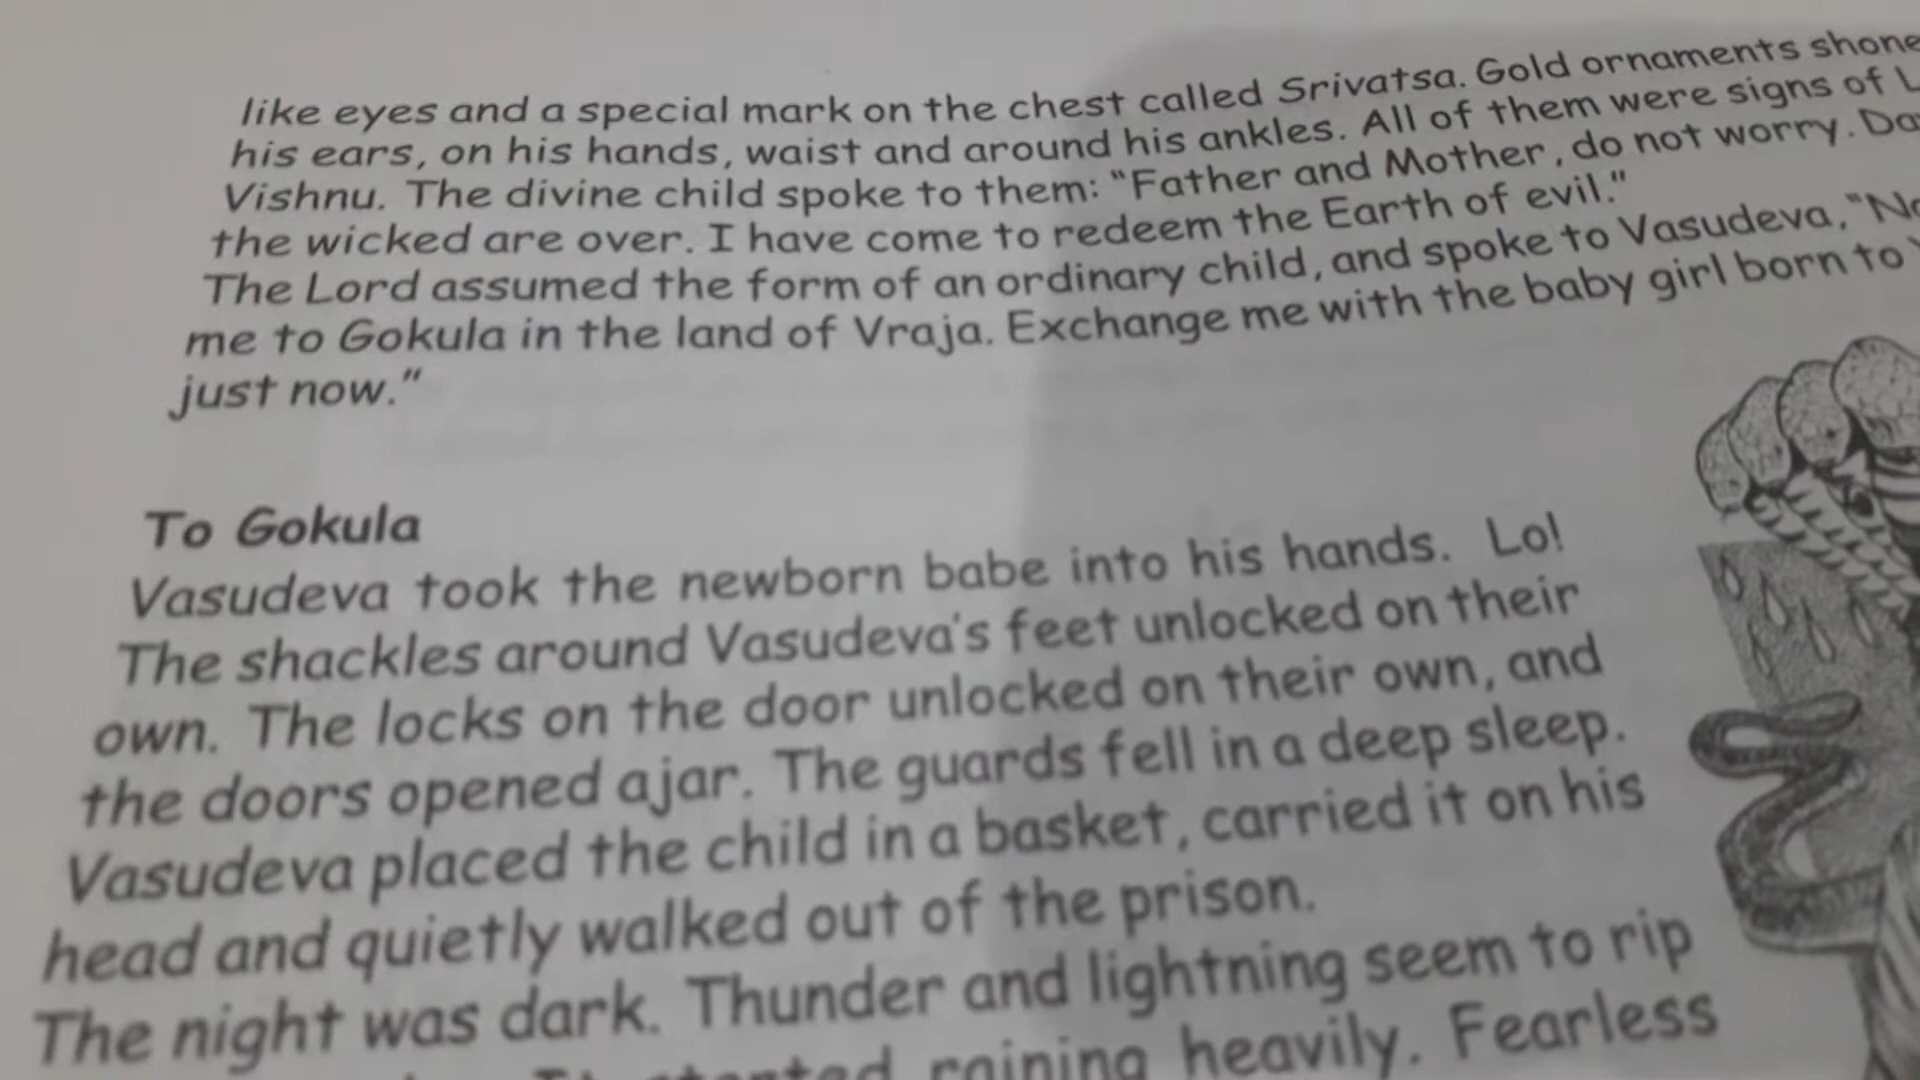 like eyes and a special mark on the chest called Srivatsa. Gold ornaments shone
his ears, on his hands, waist and around his ankles. All of them were signs of
Vishnu. The divine child spoke to them: "Father and Mother, do not worry.
the wicked are over. I have come to redeem the Earth of evil."
The Lord assumed the form of an ordinary child, and spoke to Vasudeva,
me to Gokula in the land of Vraja. Exchange me with the baby girl born to
just now."
To Gokula
Vasudeva took the newborn babe into his hands. Lo!
The shackles around Vasudeva's feet unlocked on their
own. The locks on the door unlocked on their own, and
the doors opened ajar. The guards fell in a deep sleep.
Vasudeva placed the child in a basket, carried it on his
head and quietly walked out of the prison.
The night was dark. Thunder and lightning seem to rip
raining heavily. Fearless